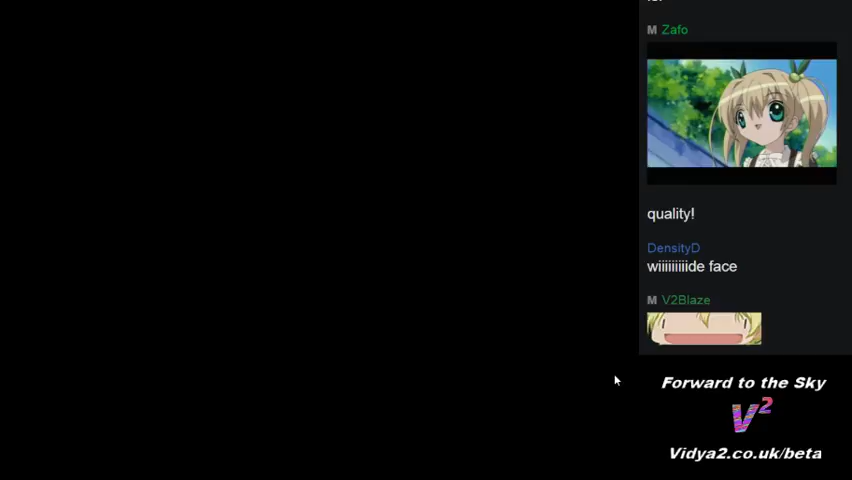 M Zafo
quality!
DensityD
wiiiiiiiiide face
M V2Blaze
Forward to the Sky
V2
Vidya2.co.uk/beta